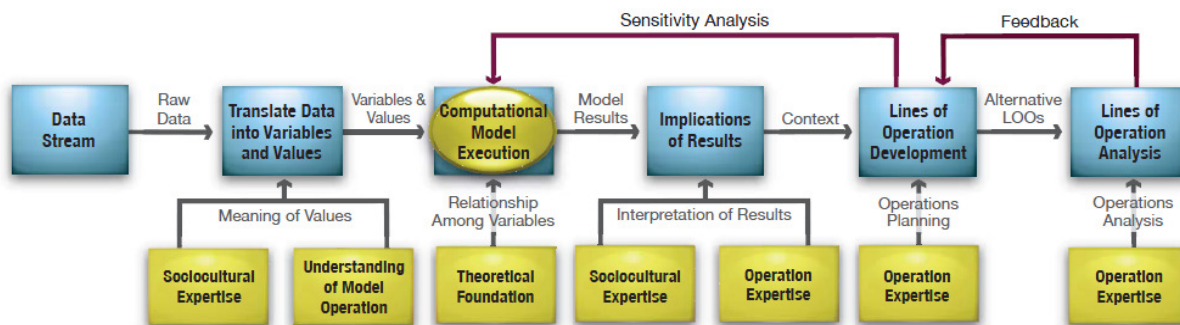 Sensitivity Analysis
Feedback
Data
Stream
Raw
Data
Translate Data
into Variables
and Values
Variables &
Values
Computational
Model
Execution
Model
Results
Implications
of Results
Context
Lines of
Operation
Development
Alternative
LOOs
Lines of
Operation
Analysis
Meaning of Values
Relationship
Among Variables
Interpretation of Results
Operations
Planning
Operations
Analysis
Sociocultural
Expertise
Understanding
of Model
Operation
Theoretical
Foundation
Sociocultural
Expertise
Operation
Expertise
Operation
Expertise
Operation
Expertise